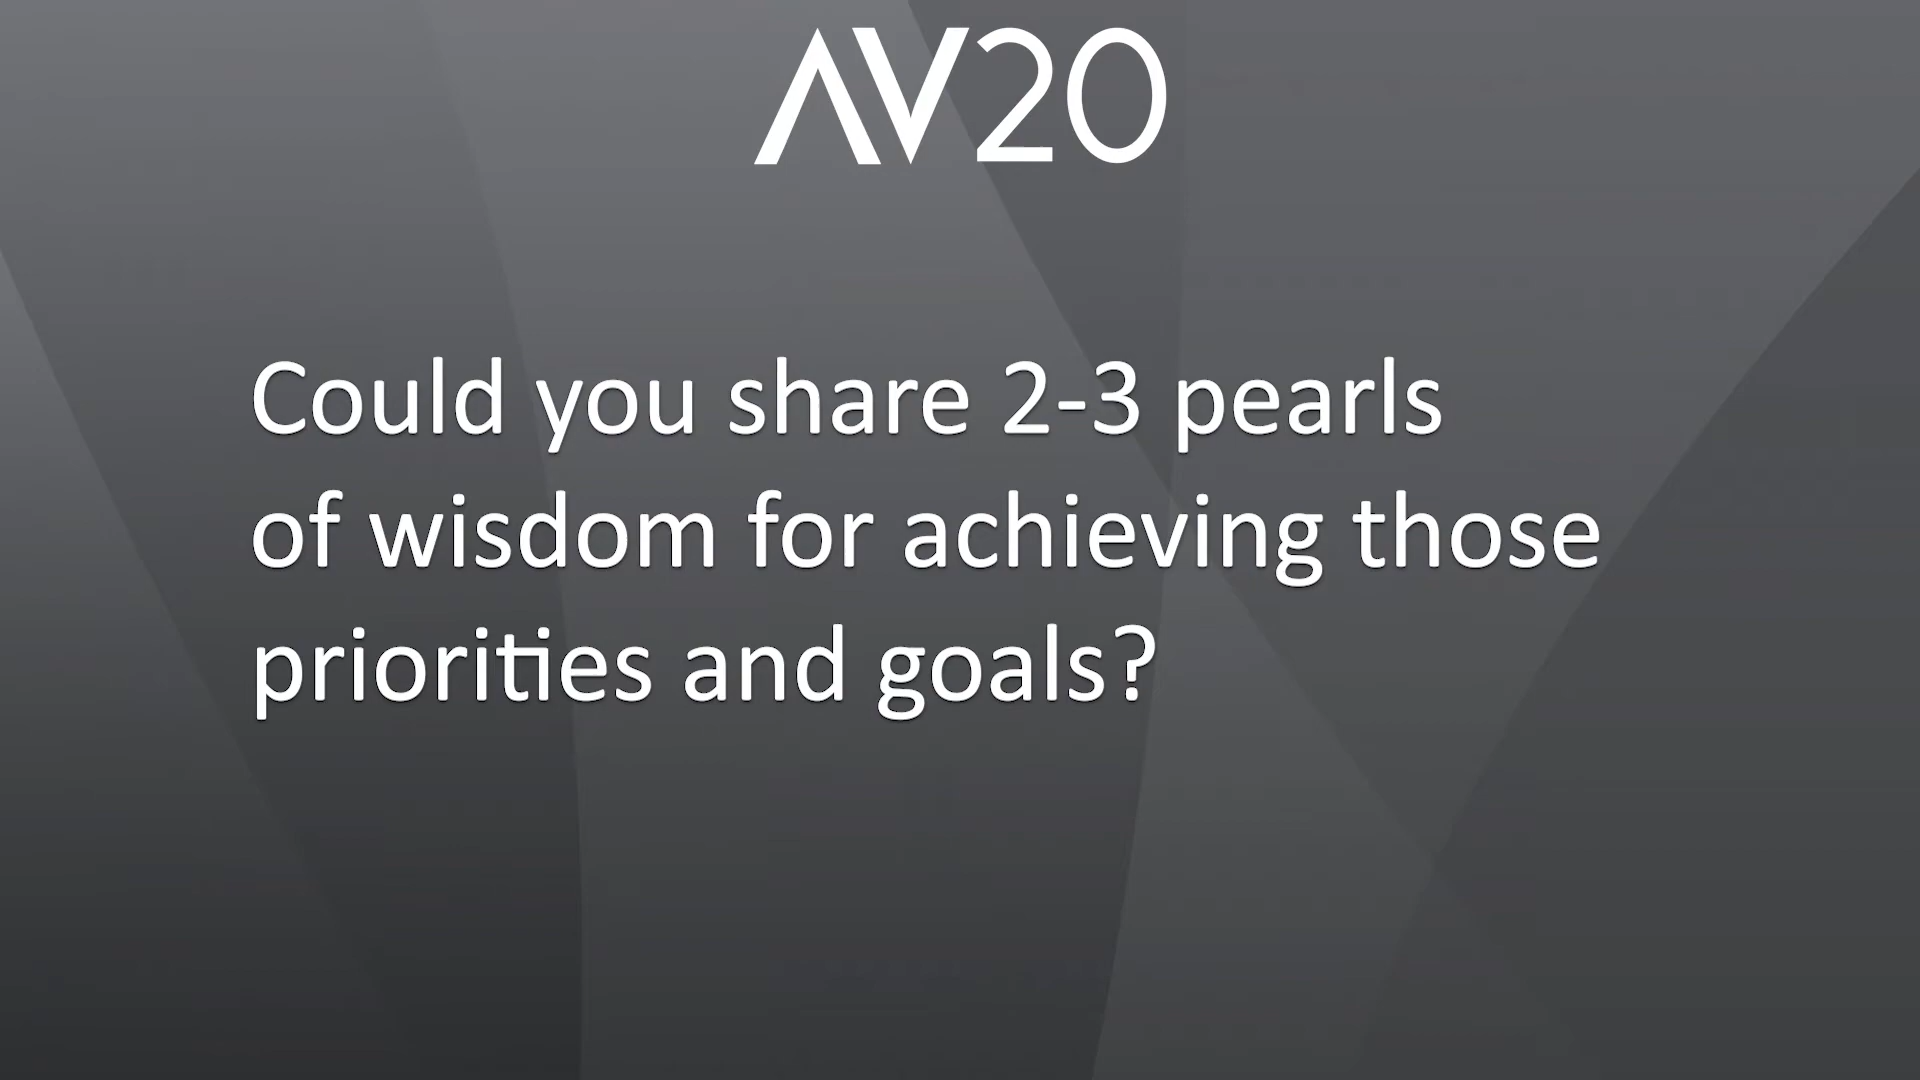 AV20
Could you share 2-3 pearls
of wisdom for achieving those
priorities and goals?